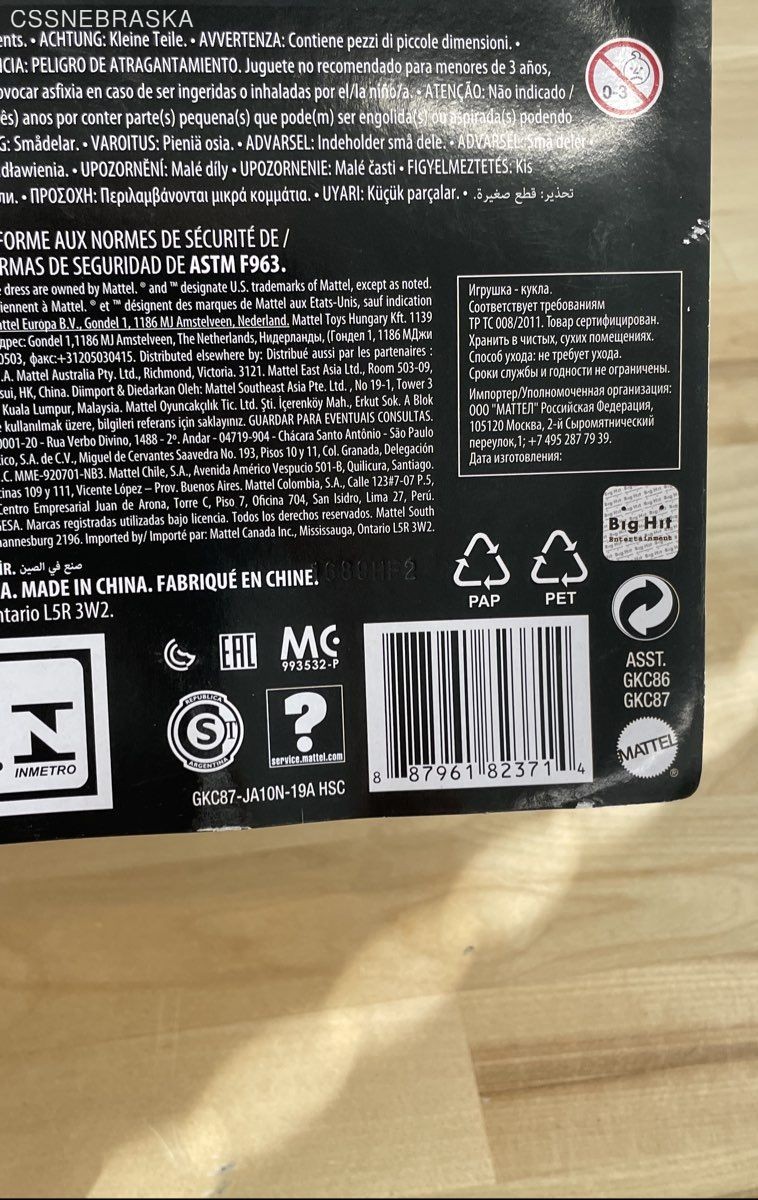 CSSNEBRASKA
ents. • ACHTUNG: Kleine Teile. • AVVERTENZA: Contiene pezzi di piccole dimensioni. •
NCIA: PELIGRO DE ATRAGANTAMIENTO. Juguete no recomendado para menores de 3 años,
ovocar asfixia en caso de ser ingeridas o inhaladas por el/la niño/a. • ATENÇÃO: Não indicado /
ês) anos por conter parte(s) pequena(s) que pode(m) ser engolida(s) ou aspirada(s) podendo
G: Smådelar. • VAROITUS: Pieniä osia. • ADVARSEL: Indeholder små dele. • ADVARSEL: Små deler •
dławienia. • UPOZORNĚNÍ: Malé díly • UPOZORNENIE: Malé časti • FIGYELMEZTETÉS: Kis
ли. • ΠΡΟΣΟΧΗ: Περιλαμβάνονται μικρά κομμάτια. • UYARI: Küçük parçalar. • تحذير: قطع صغيرة.
0-3
FORME AUX NORMES DE SÉCURITÉ DE /
RMAS DE SEGURIDAD DE ASTM F963.
e dress are owned by Mattel. ® and ™ designate U.S. trademarks of Mattel, except as noted.
iennent à Mattel. ® et ™ désignent des marques de Mattel aux Etats-Unis, sauf indication
attel Europa B.V., Gondel 1, 1186 MJ Amstelveen, Nederland. Mattel Toys Hungary Kft. 1139
дрес: Gondel 1,1186 MJ Amstelveen, The Netherlands, Нидерланды, (Гондел 1, 1186 МДжи
0503, факс:+31205030415. Distributed elsewhere by: Distribué aussi par les partenaires :
.A. Mattel Australia Pty. Ltd., Richmond, Victoria. 3121. Mattel East Asia Ltd., Room 503-09,
sui, HK, China. Diimport & Diedarkan Oleh: Mattel Southeast Asia Pte. Ltd. , No 19-1, Tower 3
Kuala Lumpur, Malaysia. Mattel Oyuncakçılık Tic. Ltd. Şti. İçerenköy Mah., Erkut Sok. A Blok
e kullanılmak üzere, bilgileri referans için saklayınız. GUARDAR PARA EVENTUAIS CONSULTAS.
0001-20 - Rua Verbo Divino, 1488 - 2º. Andar - 04719-904 - Chácara Santo Antônio - São Paulo
ico, S.A. de C.V., Miguel de Cervantes Saavedra No. 193, Pisos 10 y 11, Col. Granada, Delegación
.C. MME-920701-NB3. Mattel Chile, S.A., Avenida Américo Vespucio 501-B, Quilicura, Santiago.
cinas 109 y 111, Vicente López – Prov. Buenos Aires. Mattel Colombia, S.A., Calle 123#7-07 P.5,
Centro Empresarial Juan de Arona, Torre C, Piso 7, Oficina 704, San Isidro, Lima 27, Perú.
ESA. Marcas registradas utilizadas bajo licencia. Todos los derechos reservados. Mattel South
hannesburg 2196. Imported by/ Importé par: Mattel Canada Inc., Mississauga, Ontario L5R 3W2.
İR. صنع في الصين.
A. MADE IN CHINA. FABRIQUÉ EN CHINE.
ntario L5R 3W2.
Игрушка - кукла.
Соответствует требованиям
ТР ТС 008/2011. Товар сертифицирован.
Хранить в чистых, сухих помещениях.
Способ ухода: не требует ухода.
Сроки службы и годности не ограничены.
Импортер/Уполномоченная организация:
ООО "МАТТЕЛ" Российская Федерация,
105120 Москва, 2-й Сыромятнический
переулок,1; +7 495 287 79 39.
Дата изготовления:
BIG HIT
Entertainment
PAP
PET
INMETRO
EAC
MC
993532-P
REPUBLICA
S T
ARGENTINA
?
service.mattel.com
GKC87-JA10N-19A HSC
8 87961 82371 4
ASST.
GKC86
GKC87
MATTEL
®